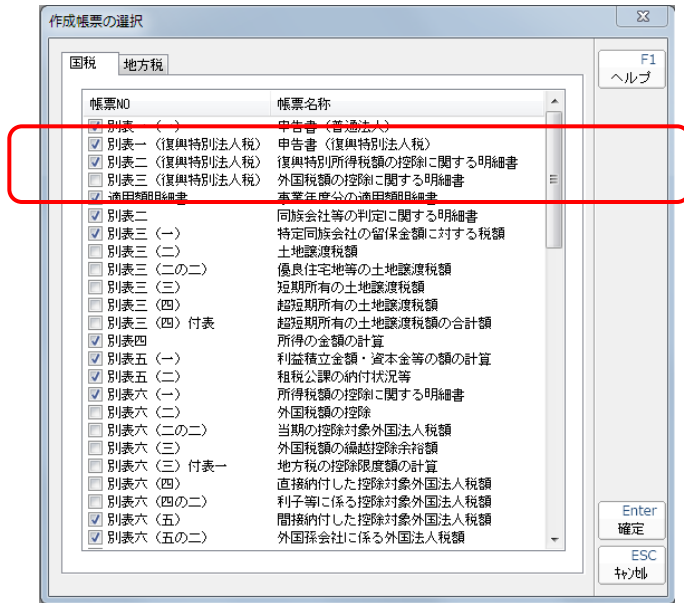 作成帳票の選択
国税 地方税
帳票NO 帳票名称
別表一（一） 申告書（普通法人）
別表一（復興特別法人税） 申告書（復興特別法人税）
別表二（復興特別法人税） 復興特別所得税額の控除に関する明細書
別表三（復興特別法人税） 外国税額の控除に関する明細書
適用額明細書 事業年度分の適用額明細書
別表二 同族会社等の判定に関する明細書
別表三（一） 特定同族会社の留保金額に対する税額
別表三（二） 土地譲渡税額
別表三（二の二） 優良住宅地等の土地譲渡税額
別表三（三） 短期所有の土地譲渡税額
別表三（四） 超短期所有の土地譲渡税額
別表三（四）付表 超短期所有の土地譲渡税額の合計額
別表四 所得の金額の計算
別表五（一） 利益積立金額・資本金等の額の計算
別表五（二） 租税公課の納付状況等
別表六（一） 所得税額の控除に関する明細書
別表六（二） 外国税額の控除
別表六（二の二） 当期の控除対象外国法人税額
別表六（三） 外国税額の繰越控除余裕額
別表六（三）付表一 地方税の控除限度額の計算
別表六（四） 直接納付した控除対象外国法人税額
別表六（四の二） 利子等に係る控除対象外国法人税額
別表六（五） 間接納付した控除対象外国法人税額
別表六（五の二） 外国孫会社に係る外国法人税額
F1
ヘルプ
Enter
確定
ESC
ｷｬﾝｾﾙ